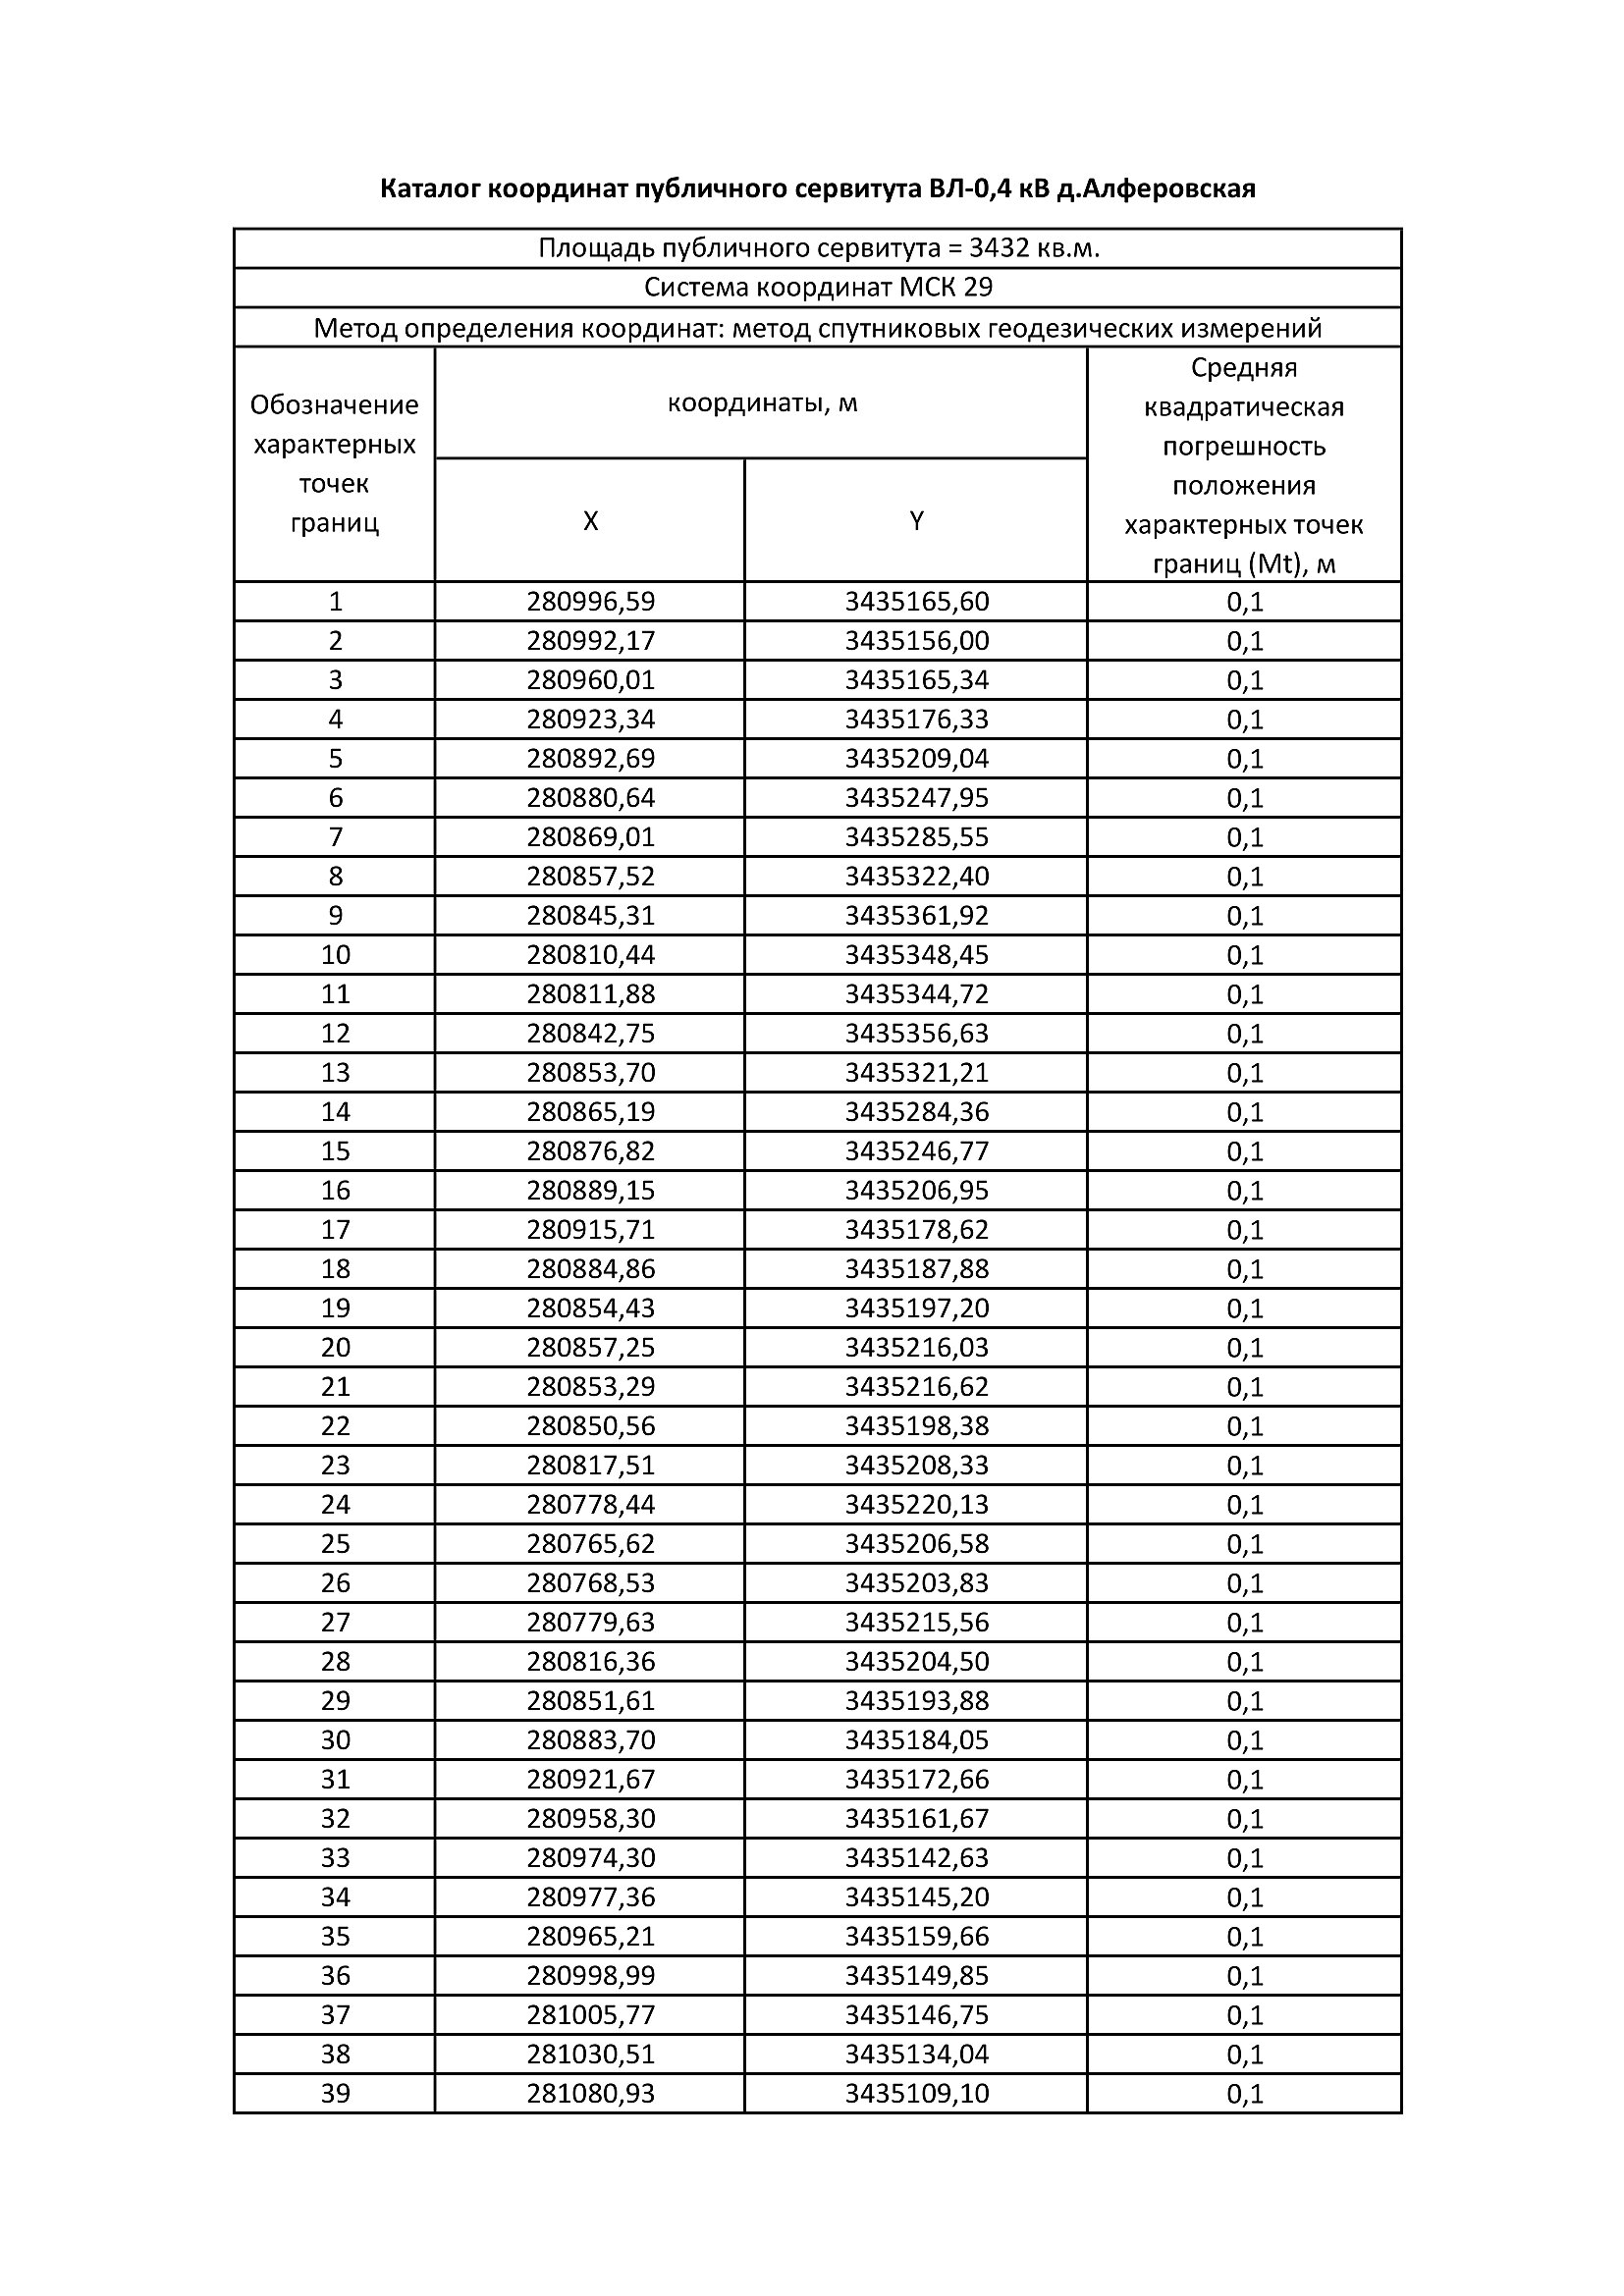 Каталог координат публичного сервитута ВЛ-0,4 кВ д.Алферовская
Площадь публичного сервитута = 3432 кв.м.
Система координат МСК 29
Метод определения координат: метод спутниковых геодезических измерений
Обозначение
характерных
точек
границ
координаты, м
X
Y
Средняя
квадратическая
погрешность
положения
характерных точек
границ (Mt), м
1 280996,59 3435165,60 0,1
2 280992,17 3435156,00 0,1
3 280960,01 3435165,34 0,1
4 280923,34 3435176,33 0,1
5 280892,69 3435209,04 0,1
6 280880,64 3435247,95 0,1
7 280869,01 3435285,55 0,1
8 280857,52 3435322,40 0,1
9 280845,31 3435361,92 0,1
10 280810,44 3435348,45 0,1
11 280811,88 3435344,72 0,1
12 280842,75 3435356,63 0,1
13 280853,70 3435321,21 0,1
14 280865,19 3435284,36 0,1
15 280876,82 3435246,77 0,1
16 280889,15 3435206,95 0,1
17 280915,71 3435178,62 0,1
18 280884,86 3435187,88 0,1
19 280854,43 3435197,20 0,1
20 280857,25 3435216,03 0,1
21 280853,29 3435216,62 0,1
22 280850,56 3435198,38 0,1
23 280817,51 3435208,33 0,1
24 280778,44 3435220,13 0,1
25 280765,62 3435206,58 0,1
26 280768,53 3435203,83 0,1
27 280779,63 3435215,56 0,1
28 280816,36 3435204,50 0,1
29 280851,61 3435193,88 0,1
30 280883,70 3435184,05 0,1
31 280921,67 3435172,66 0,1
32 280958,30 3435161,67 0,1
33 280974,30 3435142,63 0,1
34 280977,36 3435145,20 0,1
35 280965,21 3435159,66 0,1
36 280998,99 3435149,85 0,1
37 281005,77 3435146,75 0,1
38 281030,51 3435134,04 0,1
39 281080,93 3435109,10 0,1